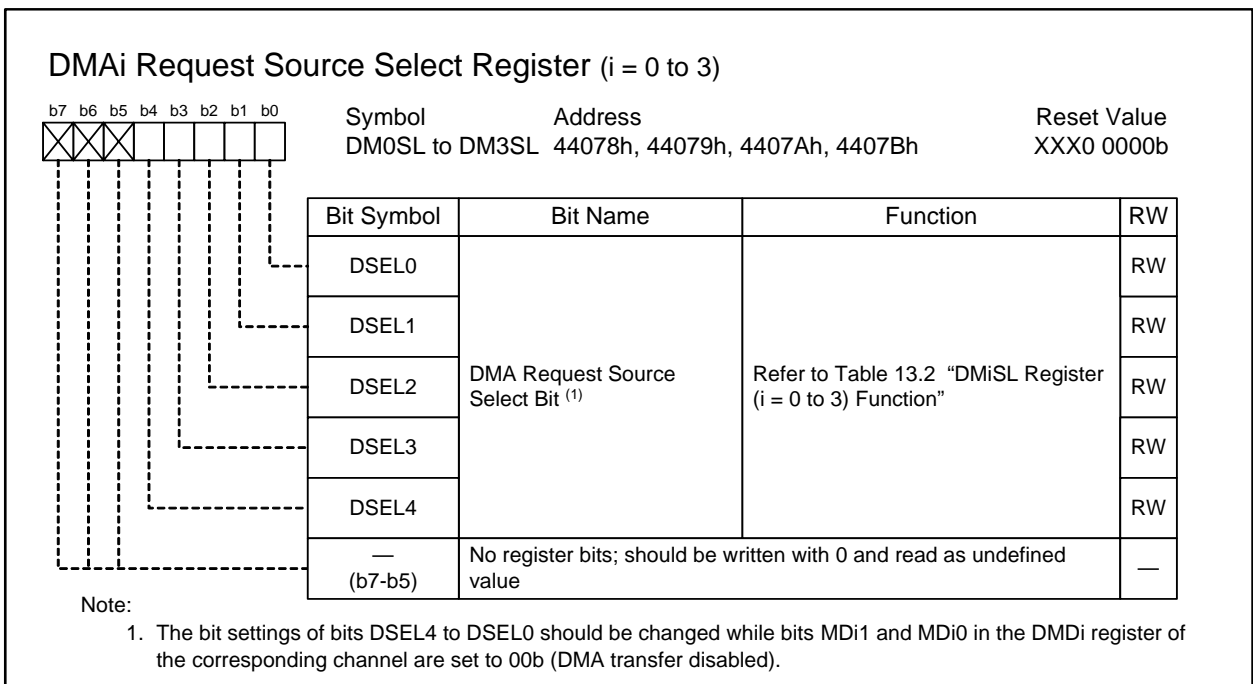 DMAi Request Source Select Register (i = 0 to 3)
b7 b6 b5 b4 b3 b2 b1 b0
Symbol Address Reset Value
DM0SL to DM3SL 44078h, 44079h, 4407Ah, 4407Bh XXX0 0000b
Bit Symbol Bit Name Function RW
DSEL0 RW
DSEL1 RW
DSEL2 DMA Request Source Select Bit (1) Refer to Table 13.2 “DMiSL Register (i = 0 to 3) Function” RW
DSEL3 RW
DSEL4 RW
— (b7-b5) No register bits; should be written with 0 and read as undefined value —
Note:
1. The bit settings of bits DSEL4 to DSEL0 should be changed while bits MDi1 and MDi0 in the DMDi register of
the corresponding channel are set to 00b (DMA transfer disabled).